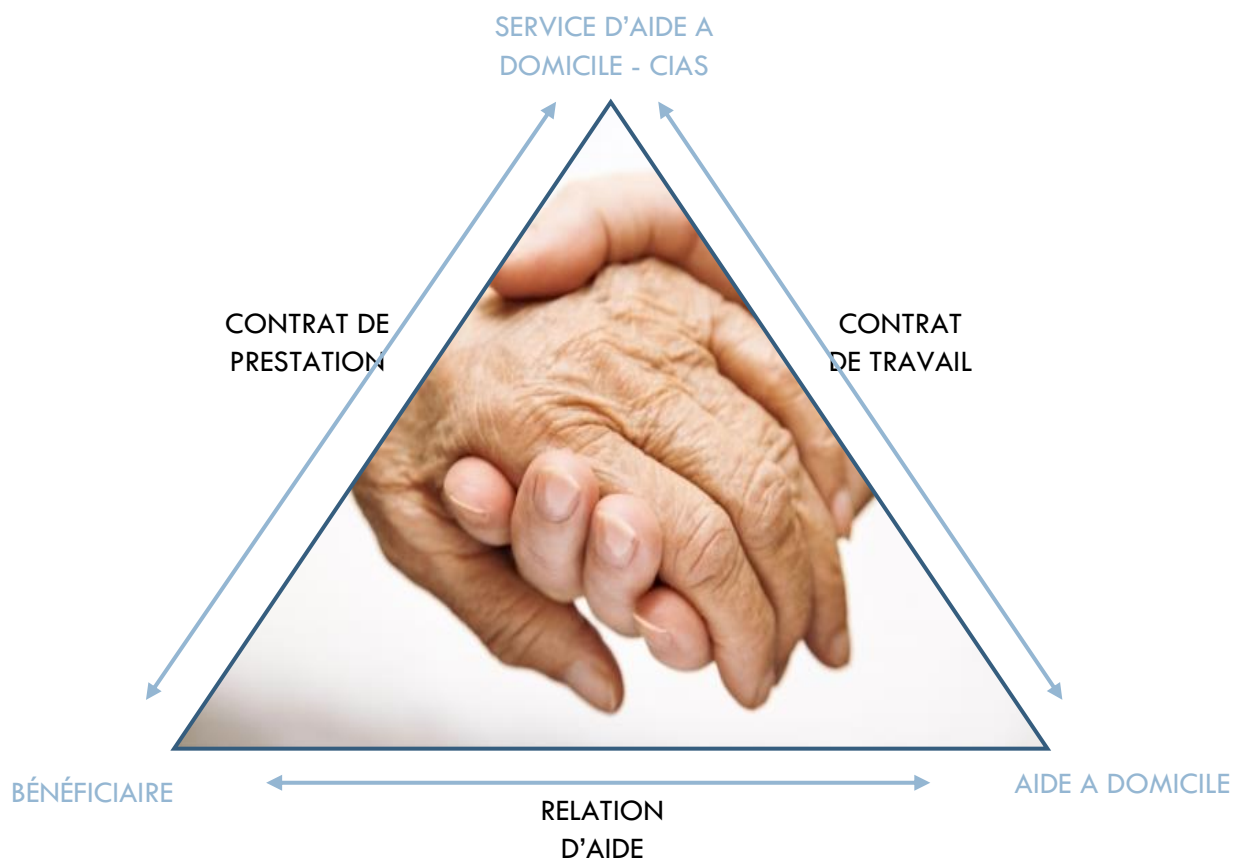 SERVICE D'AIDE A
DOMICILE - CIAS
CONTRAT DE
PRESTATION
CONTRAT
DE TRAVAIL
BÉNÉFICIAIRE
AIDE A DOMICILE
RELATION
D'AIDE